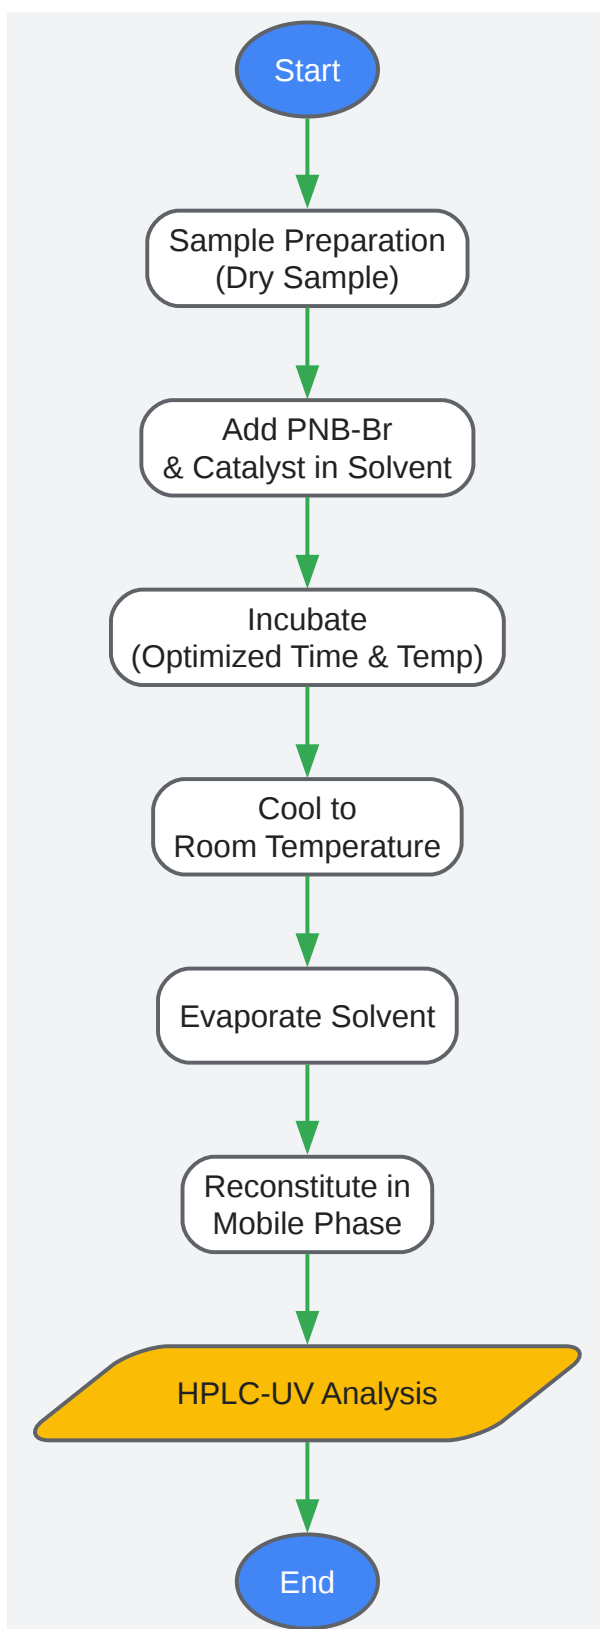 Start
Sample Preparation
(Dry Sample)
Add PNB-Br
& Catalyst in Solvent
Incubate
(Optimized Time & Temp)
Cool to
Room Temperature
Evaporate Solvent
Reconstitute in
Mobile Phase
HPLC-UV Analysis
End